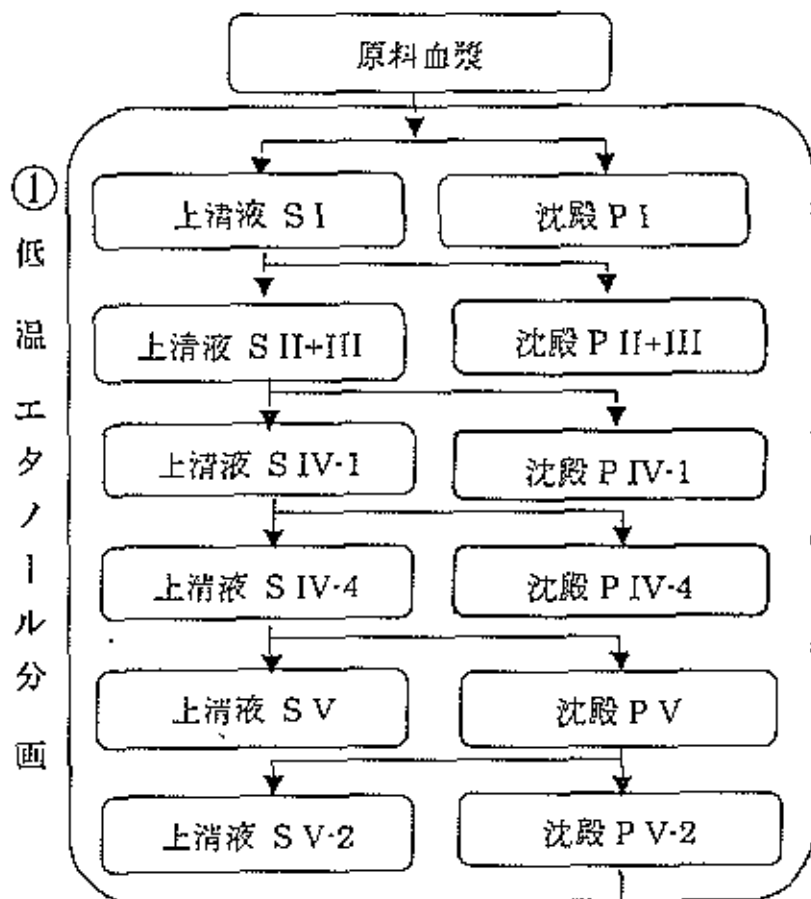 原料血漿
①低温エタノール分画
上清液 S I
沈殿 P I
上清液 S II+III
沈殿 P II+III
上清液 S IV-1
沈殿 P IV-1
上清液 S IV-4
沈殿 P IV-4
上清液 S V
沈殿 P V
上清液 S V-2
沈殿 P V-2